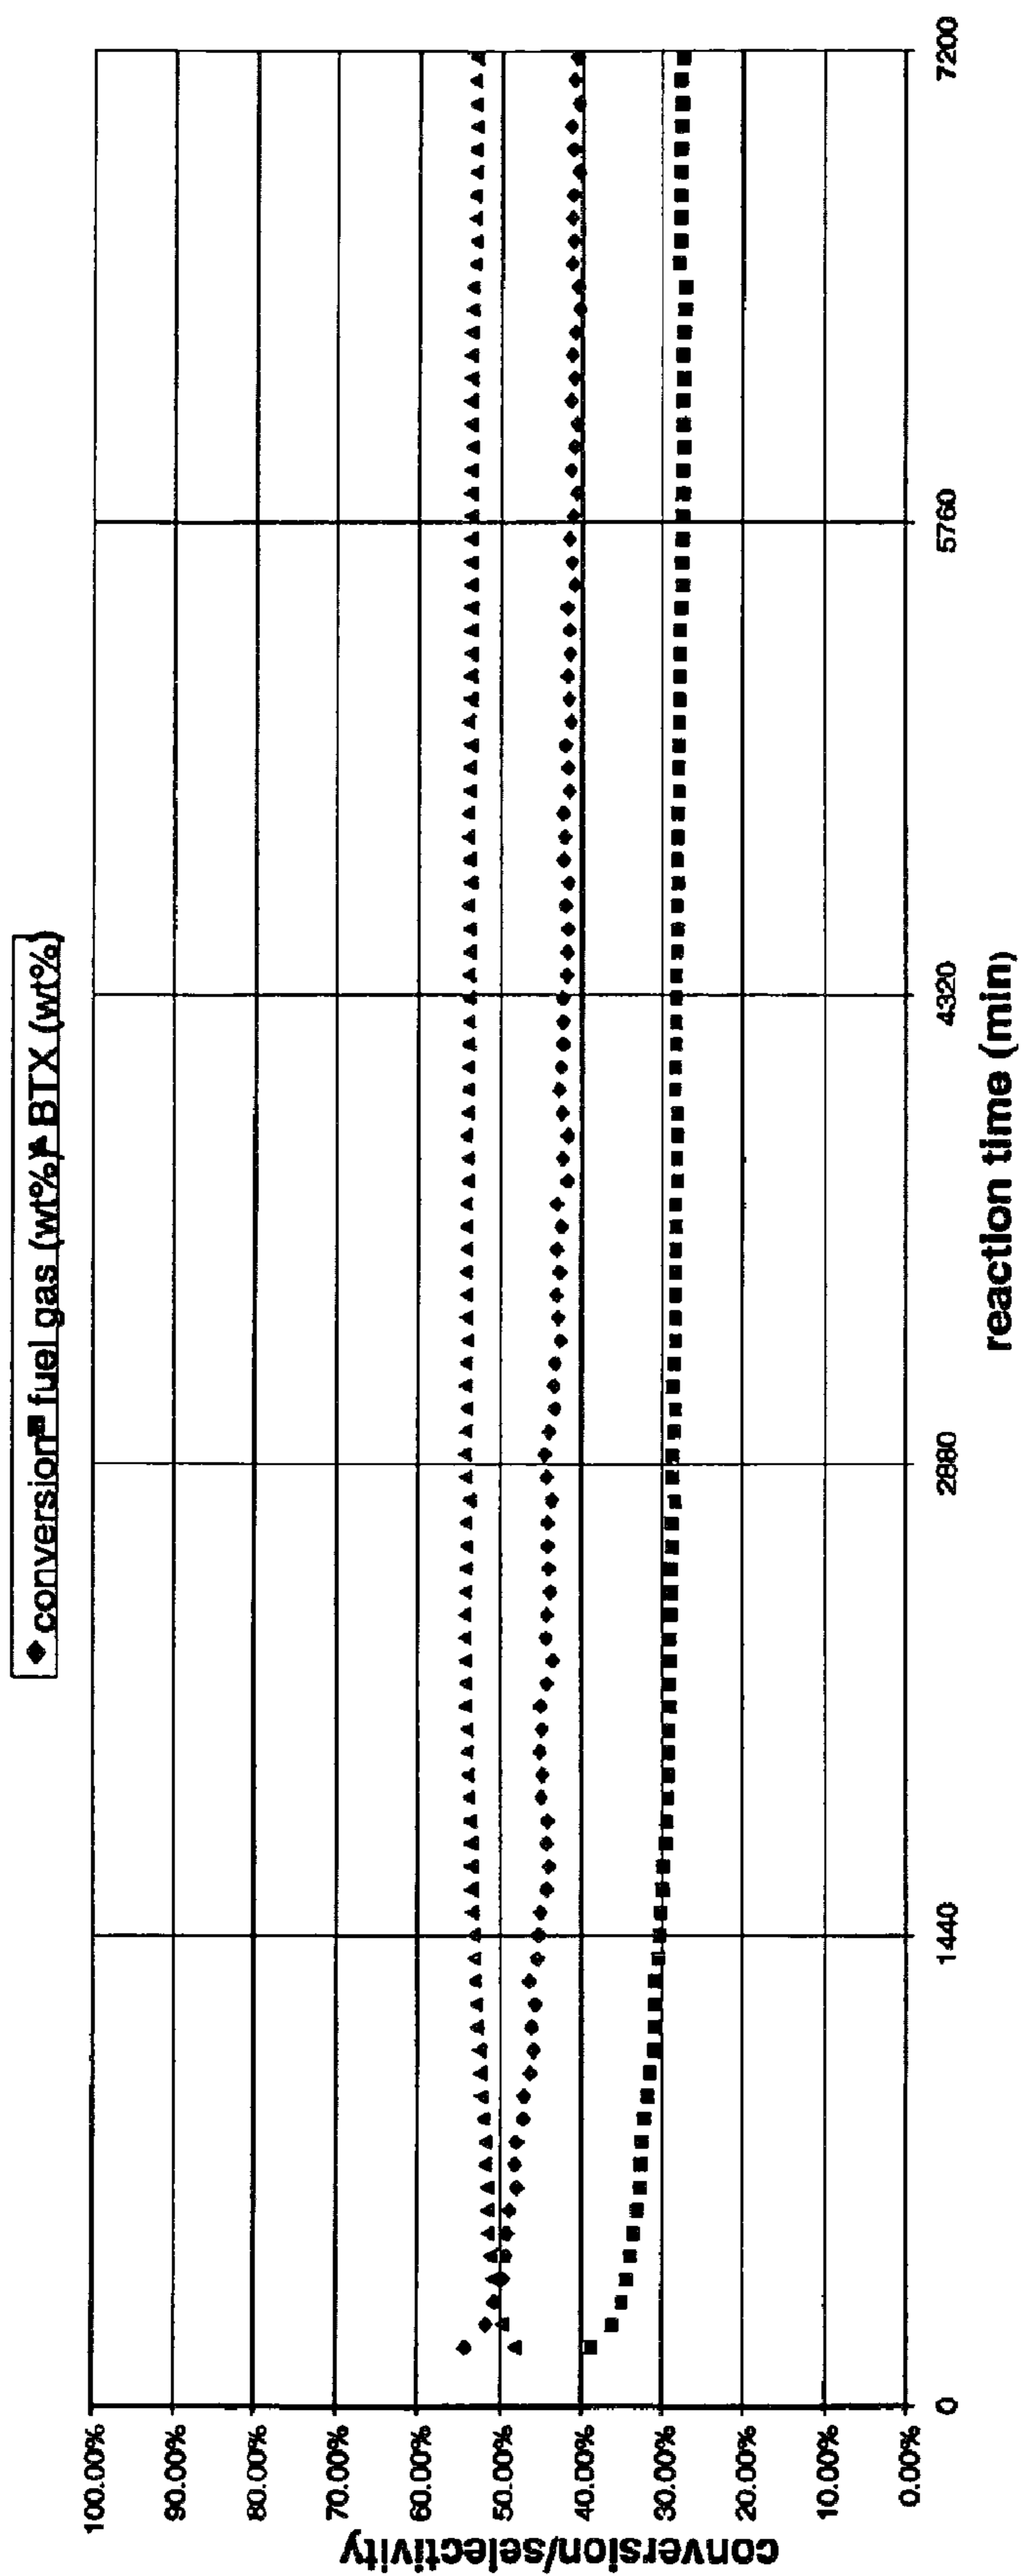 ◆ conversion ■ fuel gas (wt%) ▲ BTX (wt%)
100.00%
90.00%
80.00%
70.00%
60.00%
50.00%
40.00%
30.00%
20.00%
10.00%
0.00%
conversion/selectivity
0 1440 2880 4320 5760 7200
reaction time (min)